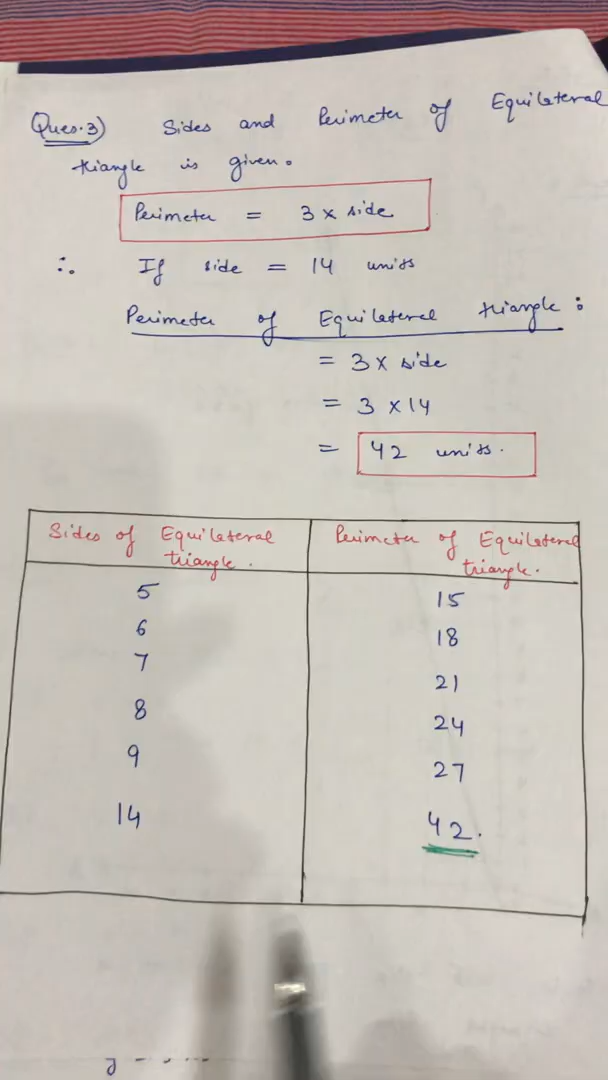 Ques.3) Sides and Perimeter of Equilateral
triangle is given.
Perimeter = 3 x side
∴ If side = 14 units
Perimeter of Equilateral triangle :
= 3 x side
= 3 x 14
= 42 units.
Sides of Equilateral triangle. Perimeter of Equilateral triangle.
5 15
6 18
7 21
8 24
9 27
14 42.